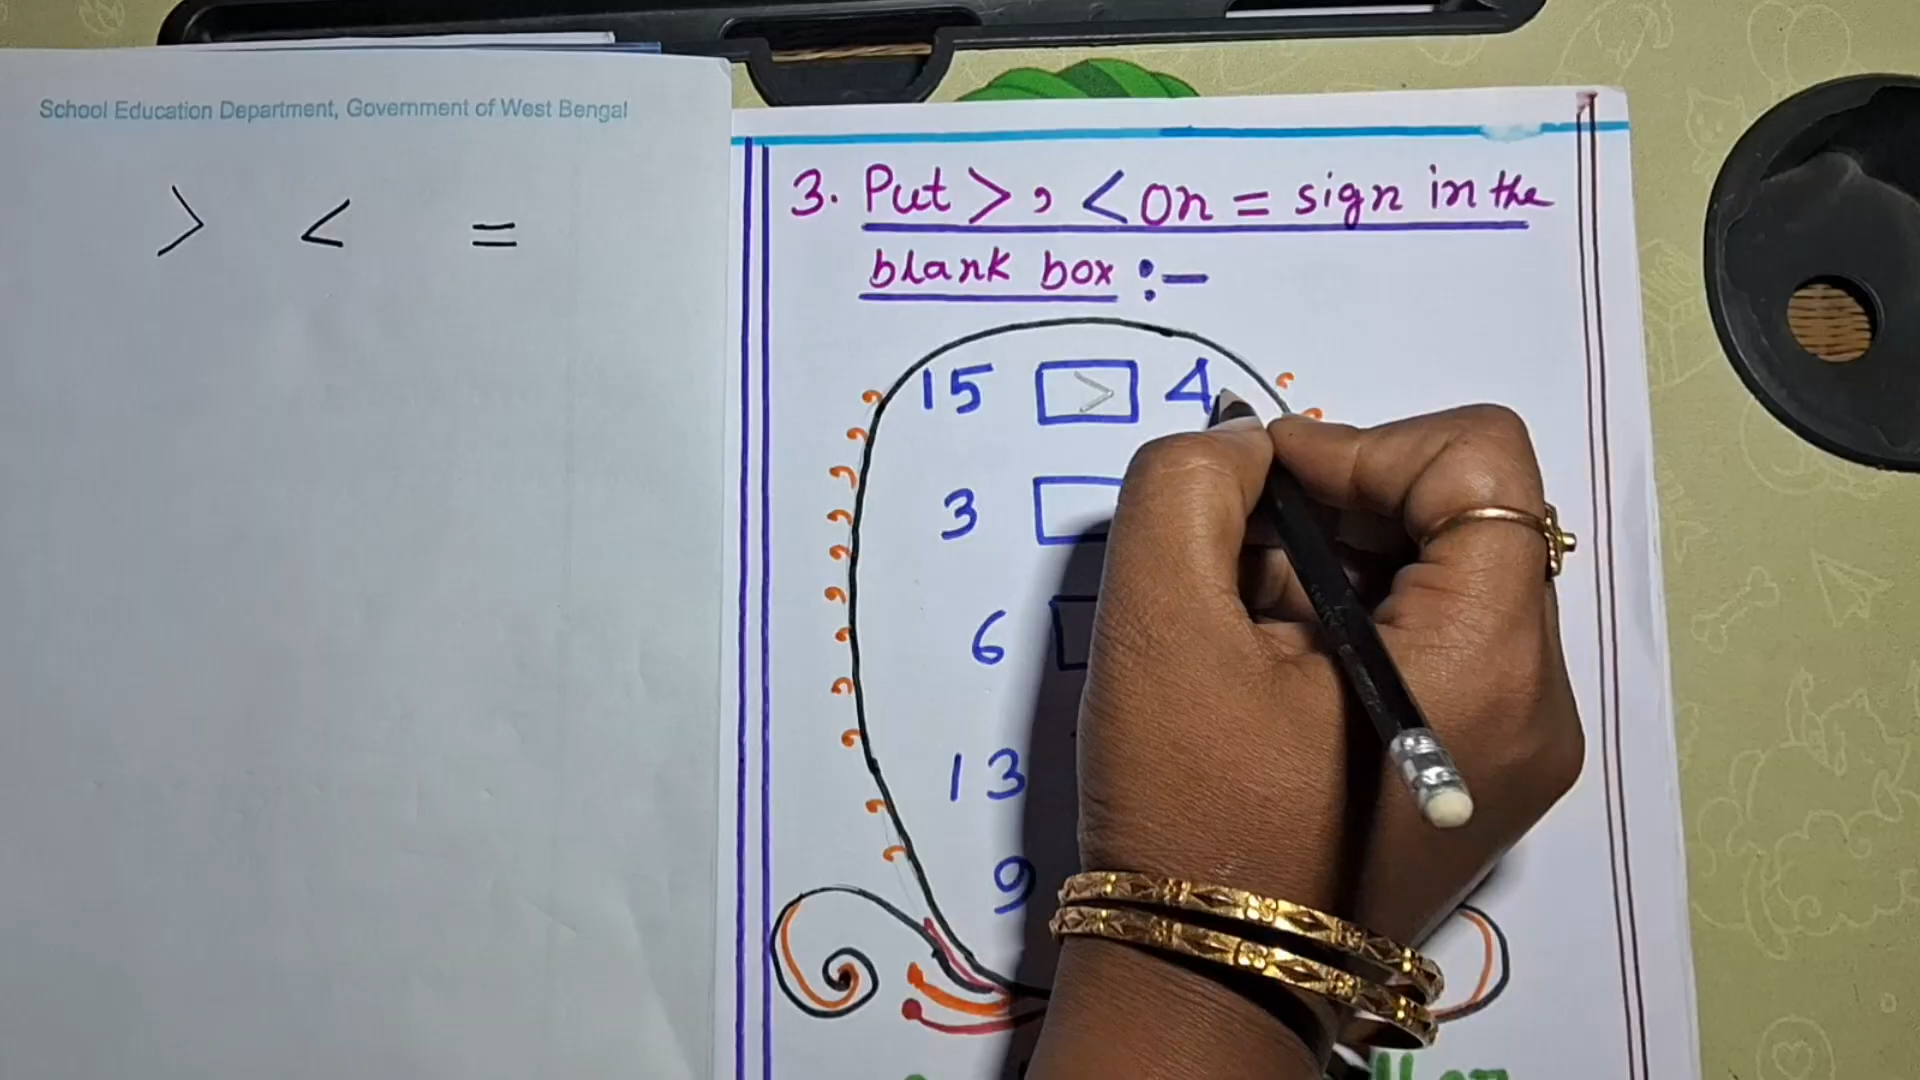 School Education Department, Government of West Bengal
> < =
3. Put >, < on = sign in the
blank box :-
15 > 4
3
6
13
9